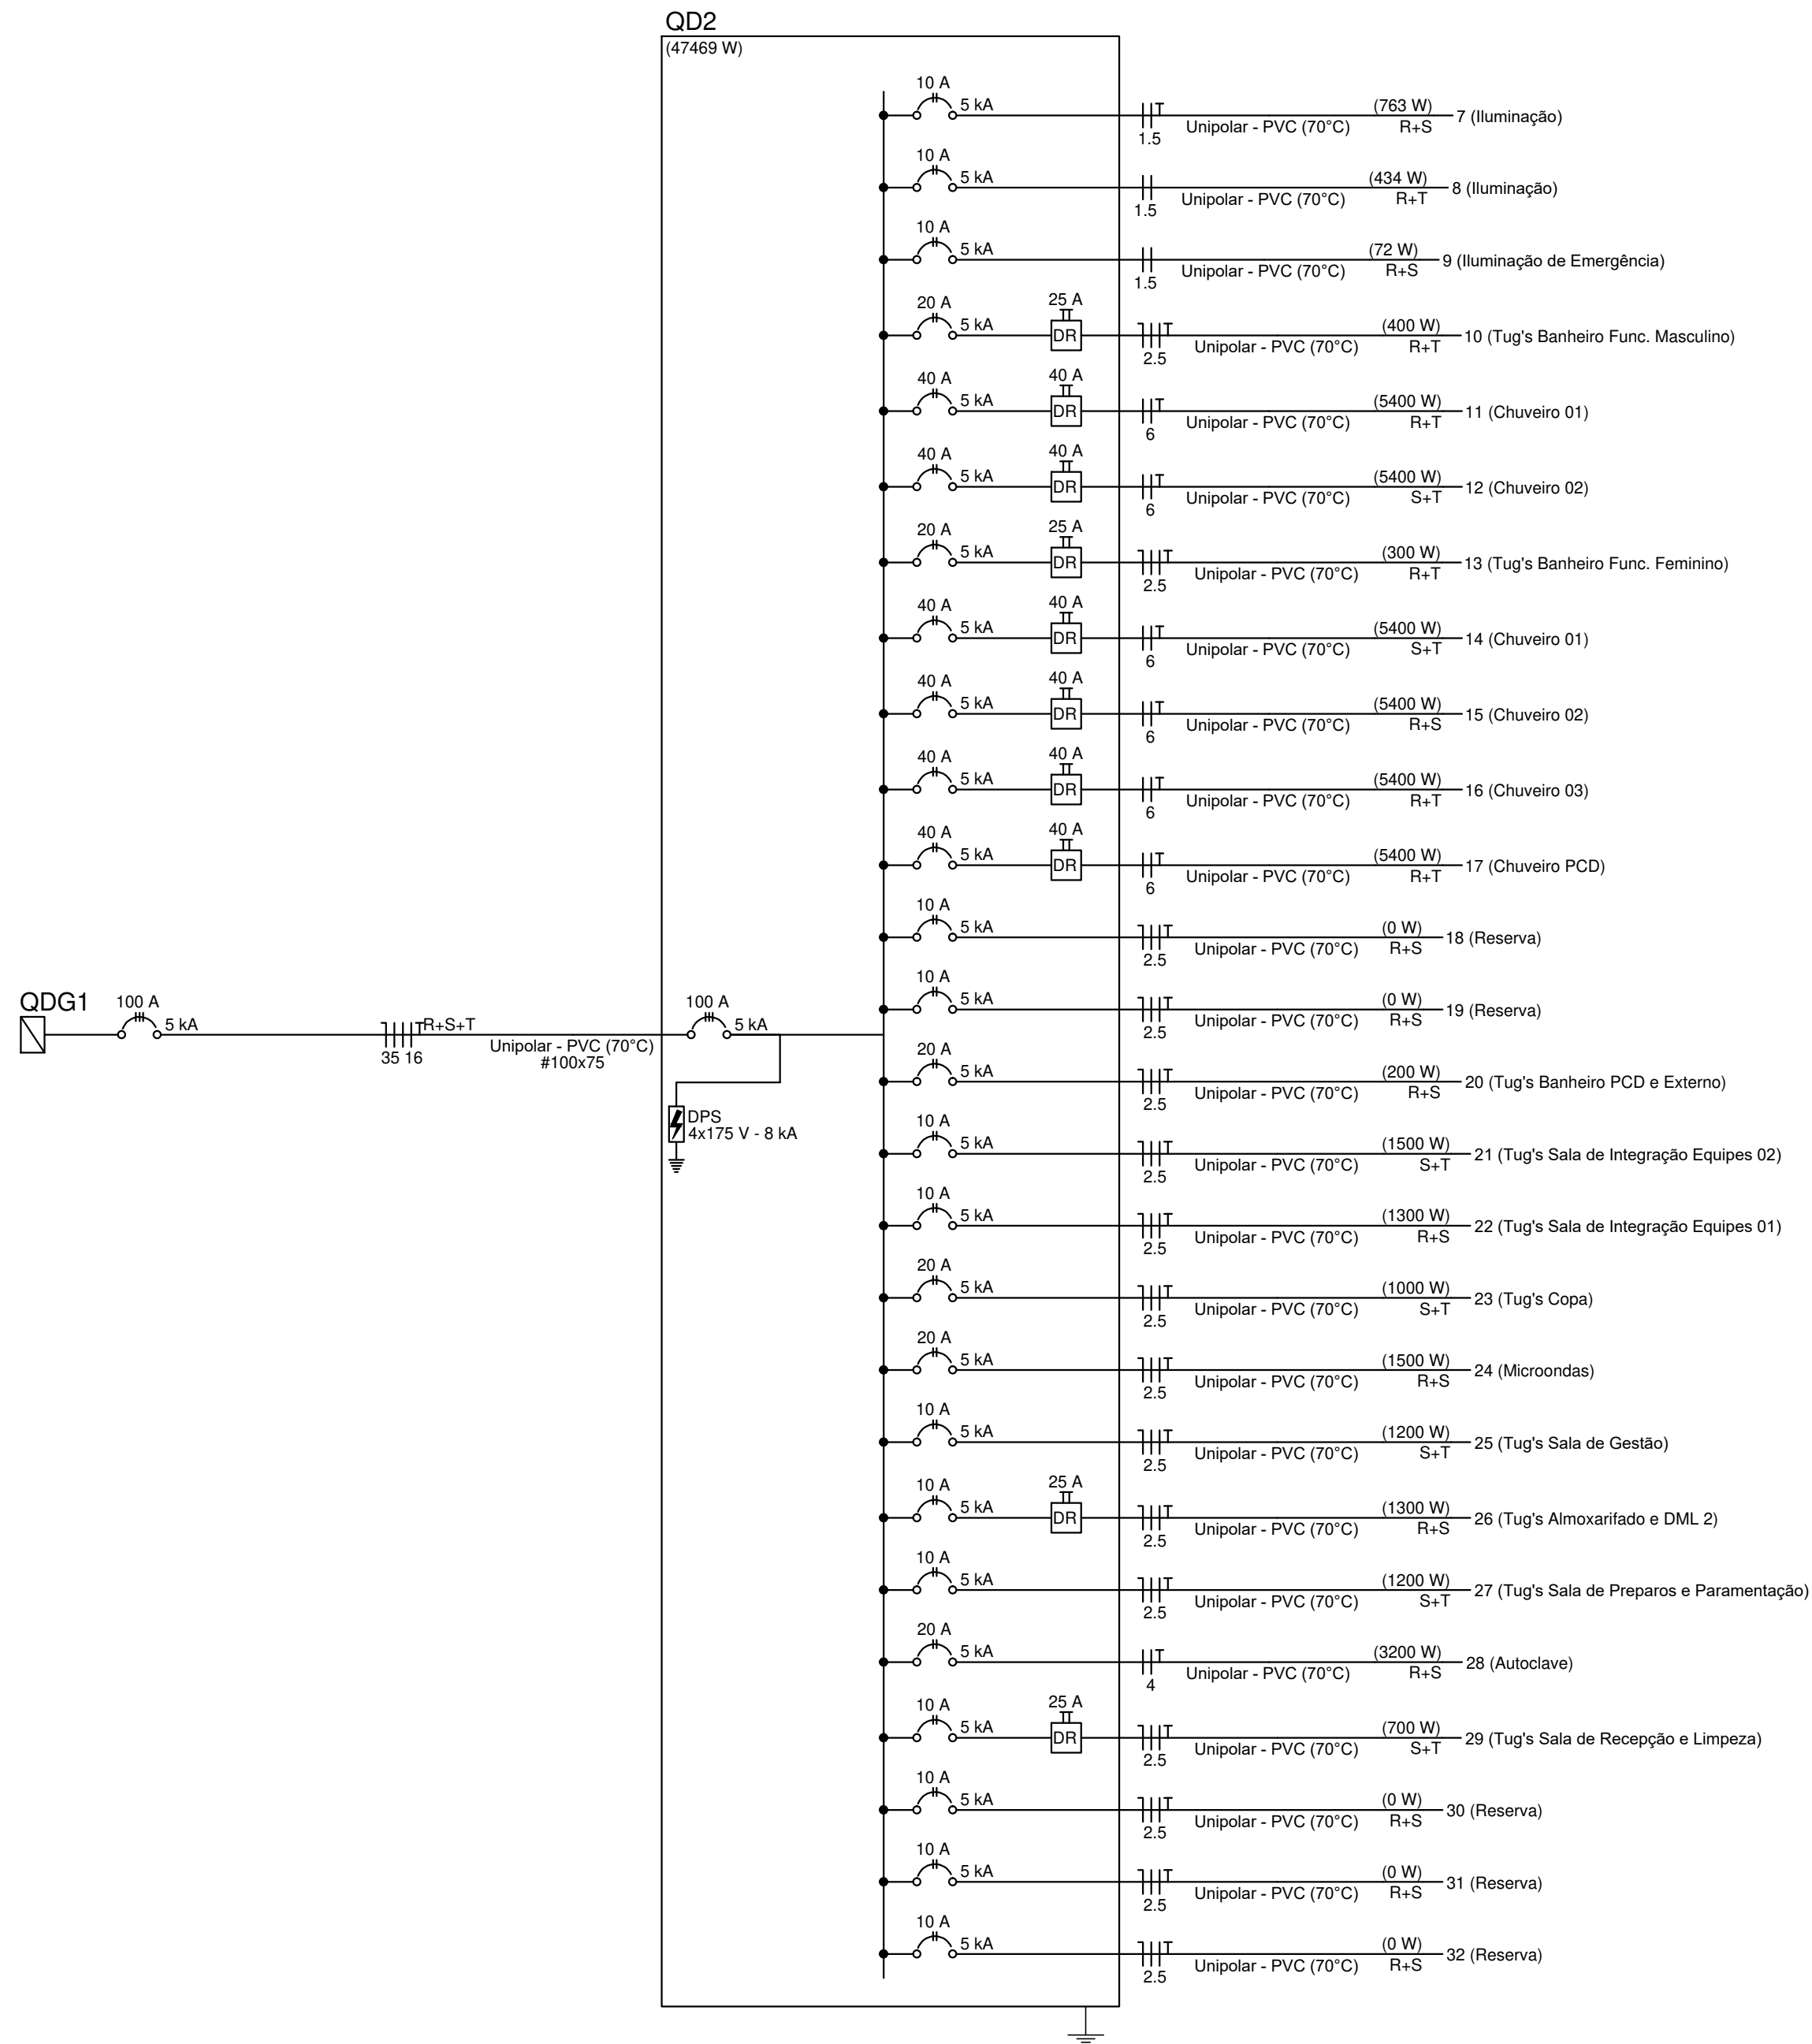 QD2
(47469 W)
10 A
5 kA
1.5
Unipolar - PVC (70°C)
(763 W)
R+S
7 (Iluminação)
10 A
5 kA
1.5
Unipolar - PVC (70°C)
(434 W)
R+T
8 (Iluminação)
10 A
5 kA
1.5
Unipolar - PVC (70°C)
(72 W)
R+S
9 (Iluminação de Emergência)
20 A
5 kA
25 A
DR
2.5
Unipolar - PVC (70°C)
(400 W)
R+T
10 (Tug's Banheiro Func. Masculino)
40 A
5 kA
40 A
DR
6
Unipolar - PVC (70°C)
(5400 W)
R+T
11 (Chuveiro 01)
40 A
5 kA
40 A
DR
6
Unipolar - PVC (70°C)
(5400 W)
S+T
12 (Chuveiro 02)
20 A
5 kA
25 A
DR
2.5
Unipolar - PVC (70°C)
(300 W)
R+T
13 (Tug's Banheiro Func. Feminino)
40 A
5 kA
40 A
DR
6
Unipolar - PVC (70°C)
(5400 W)
S+T
14 (Chuveiro 01)
40 A
5 kA
40 A
DR
6
Unipolar - PVC (70°C)
(5400 W)
R+S
15 (Chuveiro 02)
40 A
5 kA
40 A
DR
6
Unipolar - PVC (70°C)
(5400 W)
R+T
16 (Chuveiro 03)
40 A
5 kA
40 A
DR
6
Unipolar - PVC (70°C)
(5400 W)
R+T
17 (Chuveiro PCD)
10 A
5 kA
2.5
Unipolar - PVC (70°C)
(0 W)
R+S
18 (Reserva)
QDG1
100 A
5 kA
R+S+T
35 16
Unipolar - PVC (70°C)
#100x75
100 A
5 kA
DPS
4x175 V - 8 kA
10 A
5 kA
2.5
Unipolar - PVC (70°C)
(0 W)
R+S
19 (Reserva)
20 A
5 kA
2.5
Unipolar - PVC (70°C)
(200 W)
R+S
20 (Tug's Banheiro PCD e Externo)
10 A
5 kA
2.5
Unipolar - PVC (70°C)
(1500 W)
S+T
21 (Tug's Sala de Integração Equipes 02)
10 A
5 kA
2.5
Unipolar - PVC (70°C)
(1300 W)
R+S
22 (Tug's Sala de Integração Equipes 01)
20 A
5 kA
2.5
Unipolar - PVC (70°C)
(1000 W)
S+T
23 (Tug's Copa)
20 A
5 kA
2.5
Unipolar - PVC (70°C)
(1500 W)
R+S
24 (Microondas)
10 A
5 kA
2.5
Unipolar - PVC (70°C)
(1200 W)
S+T
25 (Tug's Sala de Gestão)
10 A
5 kA
25 A
DR
2.5
Unipolar - PVC (70°C)
(1300 W)
R+S
26 (Tug's Almoxarifado e DML 2)
10 A
5 kA
2.5
Unipolar - PVC (70°C)
(1200 W)
S+T
27 (Tug's Sala de Preparos e Paramentação)
20 A
5 kA
4
Unipolar - PVC (70°C)
(3200 W)
R+S
28 (Autoclave)
10 A
5 kA
25 A
DR
2.5
Unipolar - PVC (70°C)
(700 W)
S+T
29 (Tug's Sala de Recepção e Limpeza)
10 A
5 kA
2.5
Unipolar - PVC (70°C)
(0 W)
R+S
30 (Reserva)
10 A
5 kA
2.5
Unipolar - PVC (70°C)
(0 W)
R+S
31 (Reserva)
10 A
5 kA
2.5
Unipolar - PVC (70°C)
(0 W)
R+S
32 (Reserva)